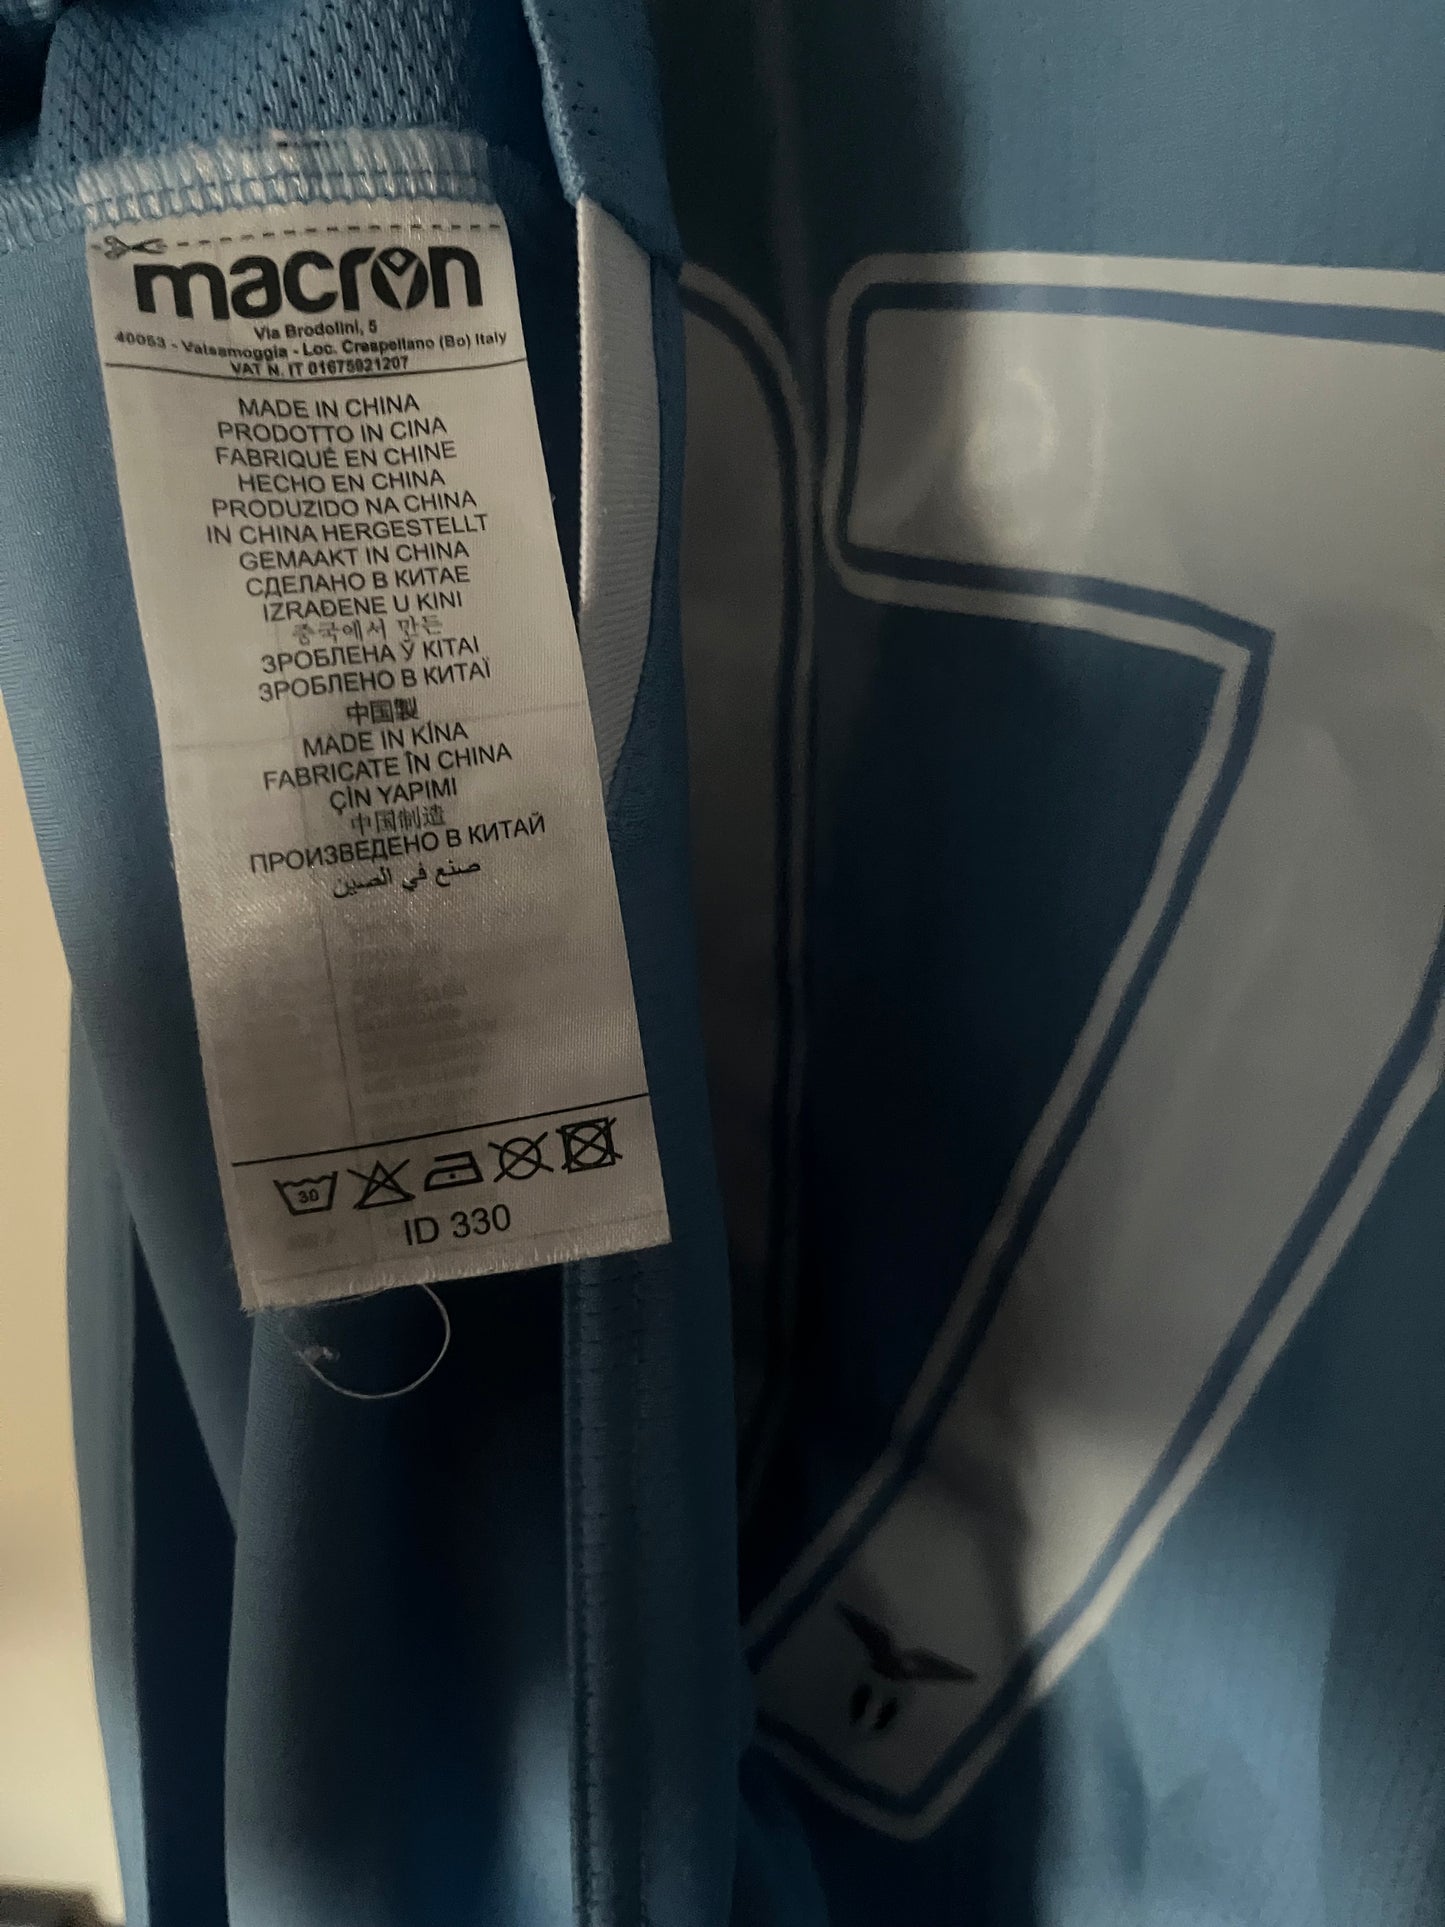 macron
Via Brodolini, 5
40053 - Valsamoggia - Loc. Crespellano (Bo) Italy
VAT N. IT 01675921207
MADE IN CHINA
PRODOTTO IN CINA
FABRIQUÉ EN CHINE
HECHO EN CHINA
PRODUZIDO NA CHINA
IN CHINA HERGESTELLT
GEMAAKT IN CHINA
СДЕЛАНО В КИТАЕ
IZRAĐENE U KINI
중국에서 만든
ЗРОБЛЕНА Ў КІТАІ
ЗРОБЛЕНО В КИТАЇ
中国製
MADE IN KÍNA
FABRICATE ÎN CHINA
ÇİN YAPIMI
中国制造
ПРОИЗВЕДЕНО В КИТАЙ
صنع في الصين
30
ID 330
7